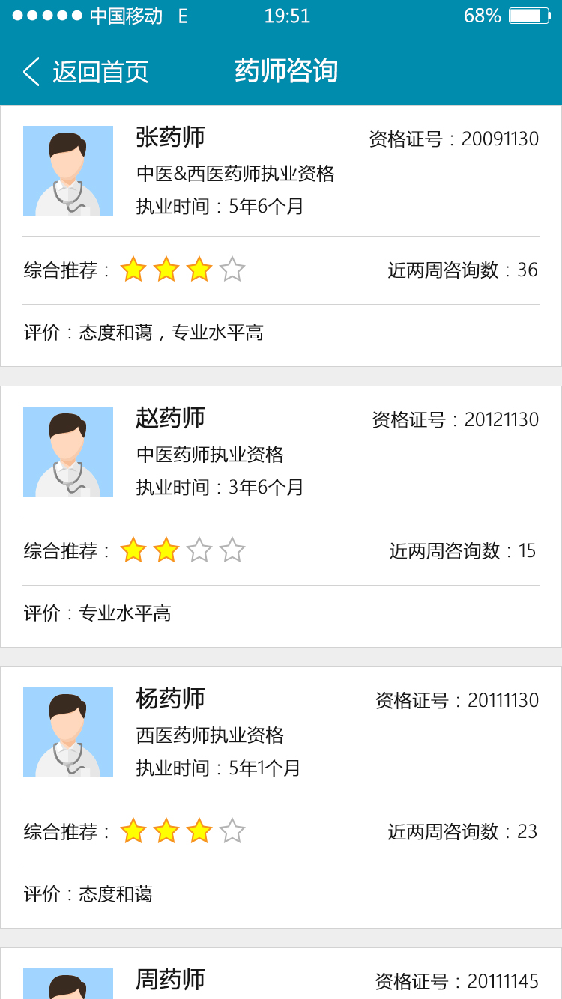 中国移动 E 19:51 68%
返回首页 药师咨询
张药师 资格证号：20091130
中医&西医药师执业资格
执业时间：5年6个月
综合推荐： 近两周咨询数：36
评价：态度和蔼，专业水平高
赵药师 资格证号：20121130
中医药师执业资格
执业时间：3年6个月
综合推荐： 近两周咨询数：15
评价：专业水平高
杨药师 资格证号：20111130
西医药师执业资格
执业时间：5年1个月
综合推荐： 近两周咨询数：23
评价：态度和蔼
周药师 资格证号：20111145